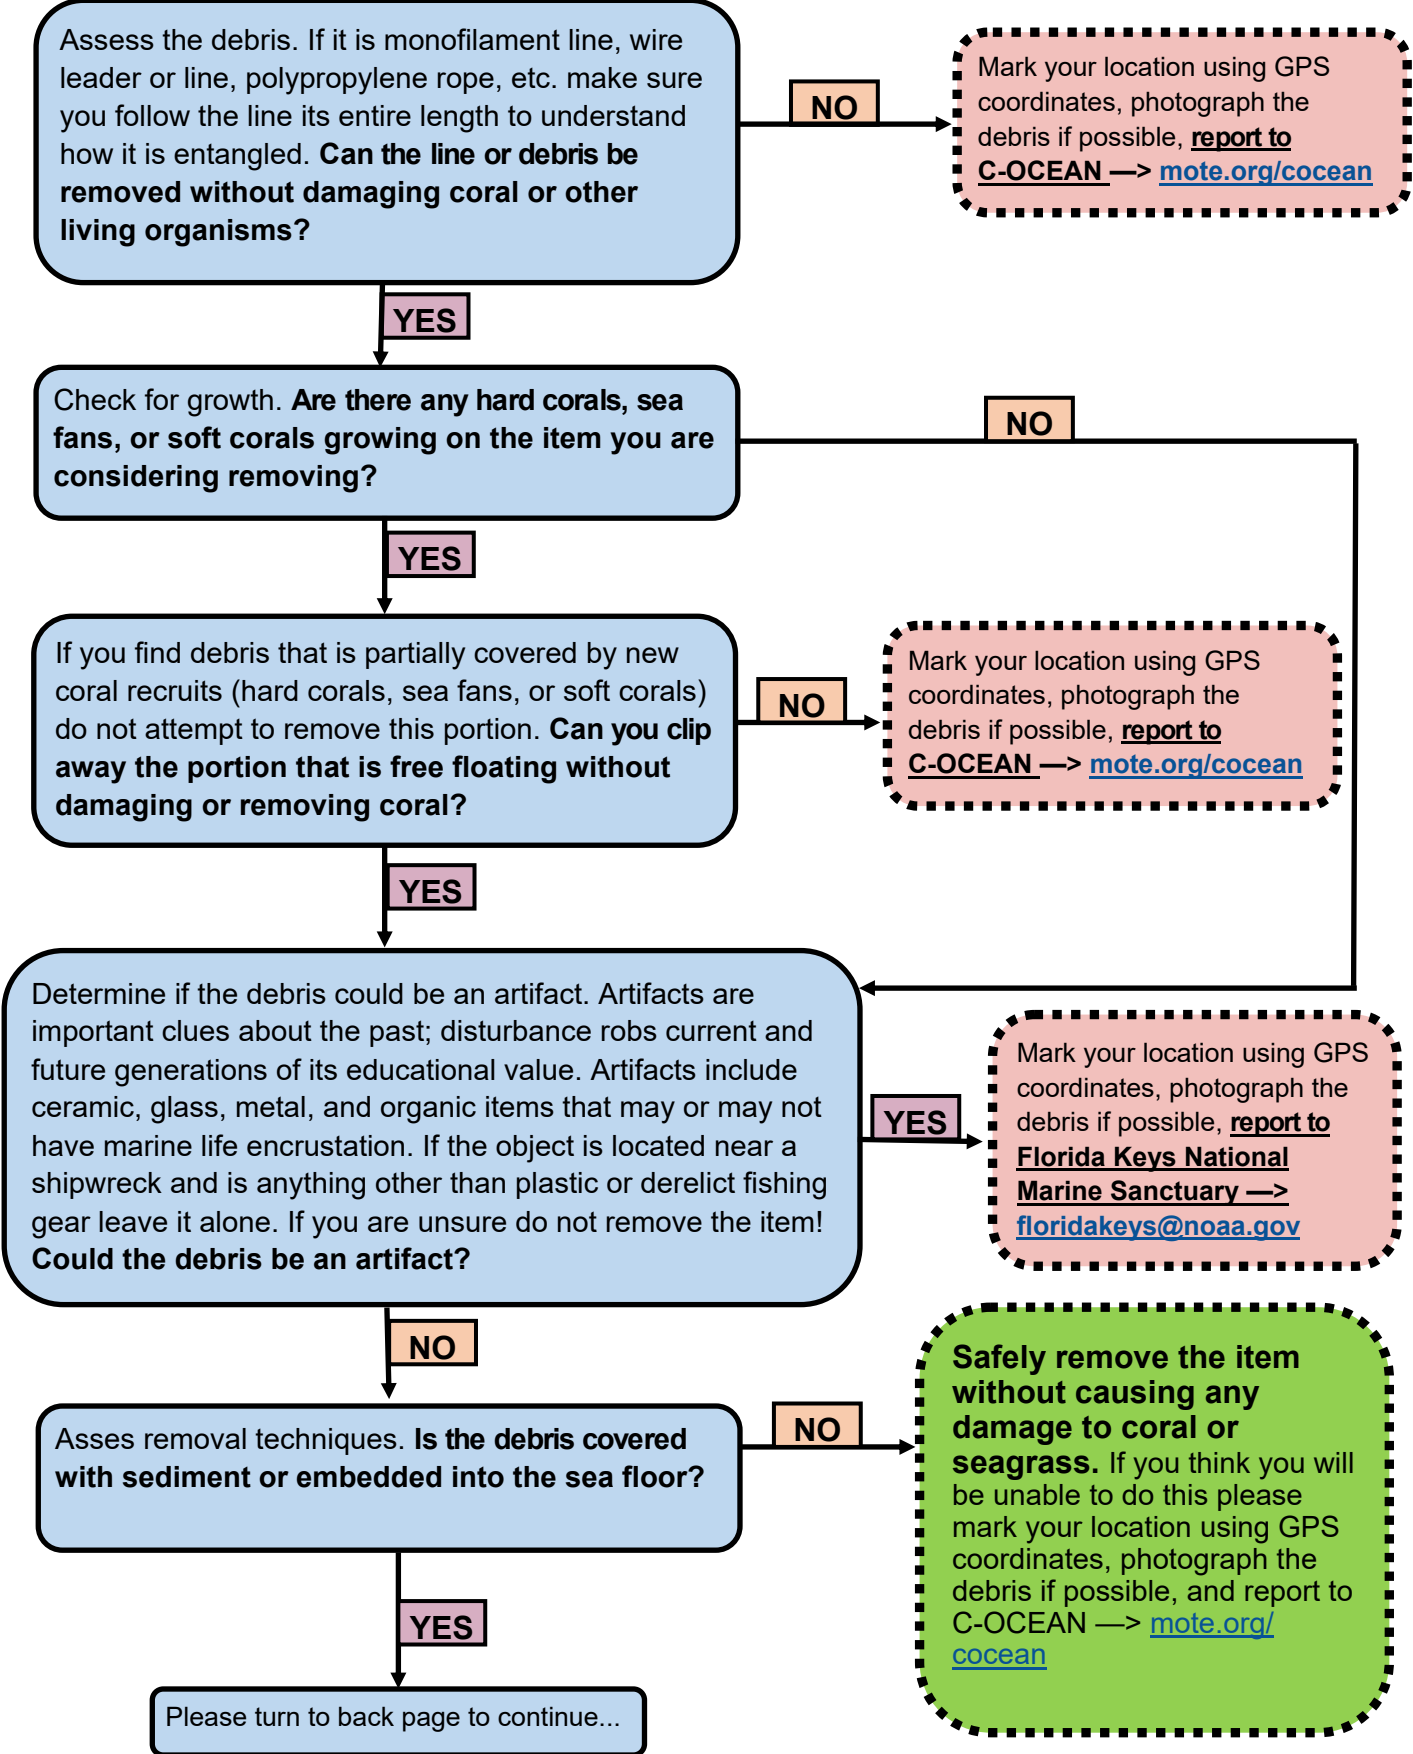 Assess the debris. If it is monofilament line, wire
leader or line, polypropylene rope, etc. make sure
you follow the line its entire length to understand
how it is entangled. Can the line or debris be
removed without damaging coral or other
living organisms?
NO
Mark your location using GPS
coordinates, photograph the
debris if possible, report to
C-OCEAN —> mote.org/cocean
YES
Check for growth. Are there any hard corals, sea
fans, or soft corals growing on the item you are
considering removing?
NO
YES
If you find debris that is partially covered by new
coral recruits (hard corals, sea fans, or soft corals)
do not attempt to remove this portion. Can you clip
away the portion that is free floating without
damaging or removing coral?
NO
Mark your location using GPS
coordinates, photograph the
debris if possible, report to
C-OCEAN —> mote.org/cocean
YES
Determine if the debris could be an artifact. Artifacts are
important clues about the past; disturbance robs current and
future generations of its educational value. Artifacts include
ceramic, glass, metal, and organic items that may or may not
have marine life encrustation. If the object is located near a
shipwreck and is anything other than plastic or derelict fishing
gear leave it alone. If you are unsure do not remove the item!
Could the debris be an artifact?
YES
Mark your location using GPS
coordinates, photograph the
debris if possible, report to
Florida Keys National
Marine Sanctuary —>
floridakeys@noaa.gov
NO
Asses removal techniques. Is the debris covered
with sediment or embedded into the sea floor?
NO
Safely remove the item
without causing any
damage to coral or
seagrass. If you think you will
be unable to do this please
mark your location using GPS
coordinates, photograph the
debris if possible, and report to
C-OCEAN —> mote.org/
cocean
YES
Please turn to back page to continue...